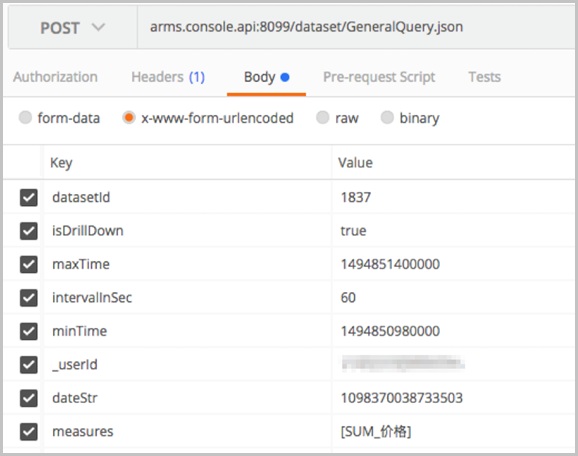 POST arms.console.api:8099/dataset/GeneralQuery.json
Authorization Headers (1) Body Pre-request Script Tests
form-data x-www-form-urlencoded raw binary
Key Value
datasetId 1837
isDrillDown true
maxTime 1494851400000
intervalInSec 60
minTime 1494850980000
_userId
dateStr 1098370038733503
measures [SUM_价格]